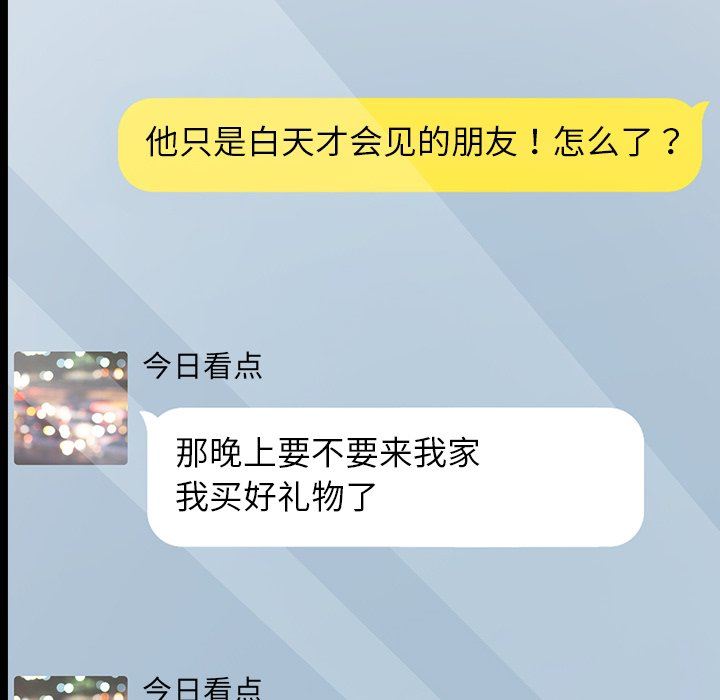 他只是白天才会见的朋友！怎么了？
今日看点
那晚上要不要来我家
我买好礼物了
今日看点